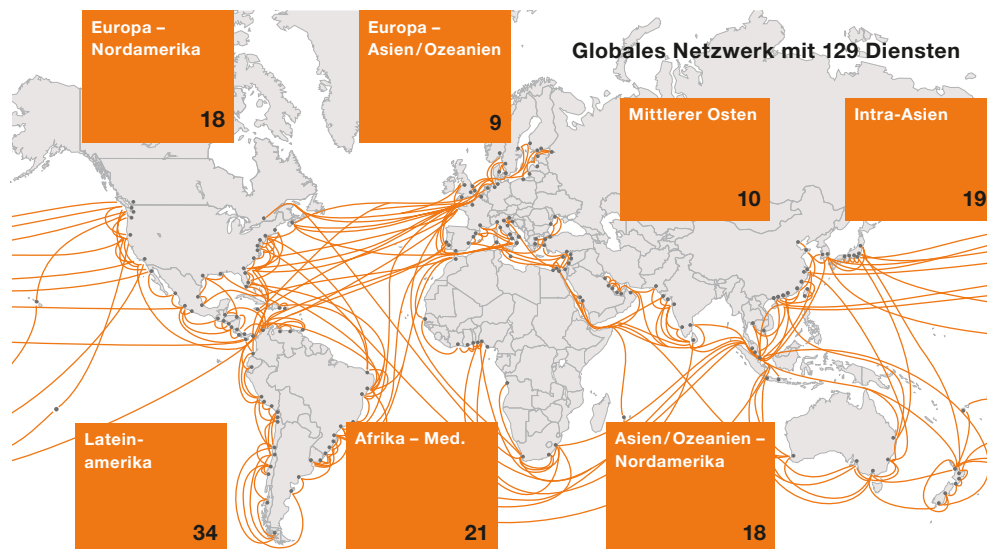 Europa –
Nordamerika
18
Europa –
Asien/Ozeanien
9
Globales Netzwerk mit 129 Diensten
Mittlerer Osten
10
Intra-Asien
19
Latein-
amerika
34
Afrika – Med.
21
Asien/Ozeanien –
Nordamerika
18